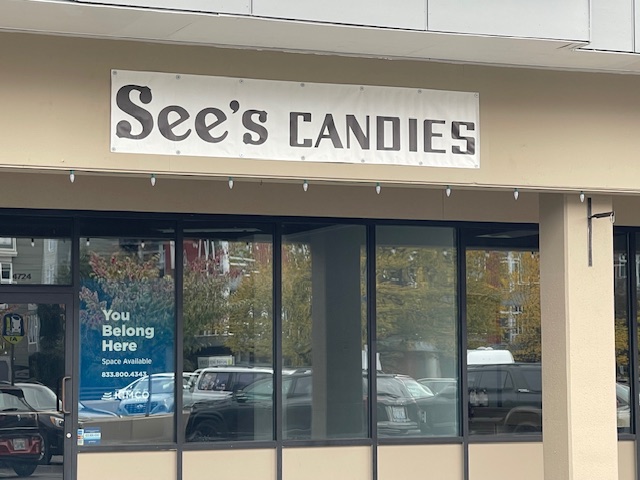 See's CANDIES
4724
You
Belong
Here
Space Available
833.800.4343
KIMCO